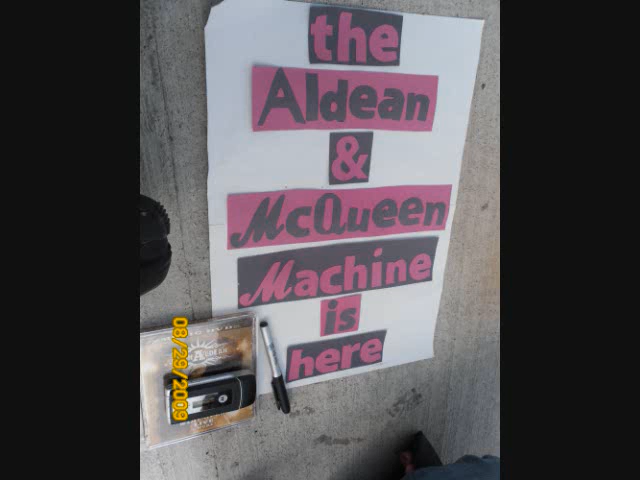 the
Aldean
&
McQueen
Machine
is
here
08/29/2009